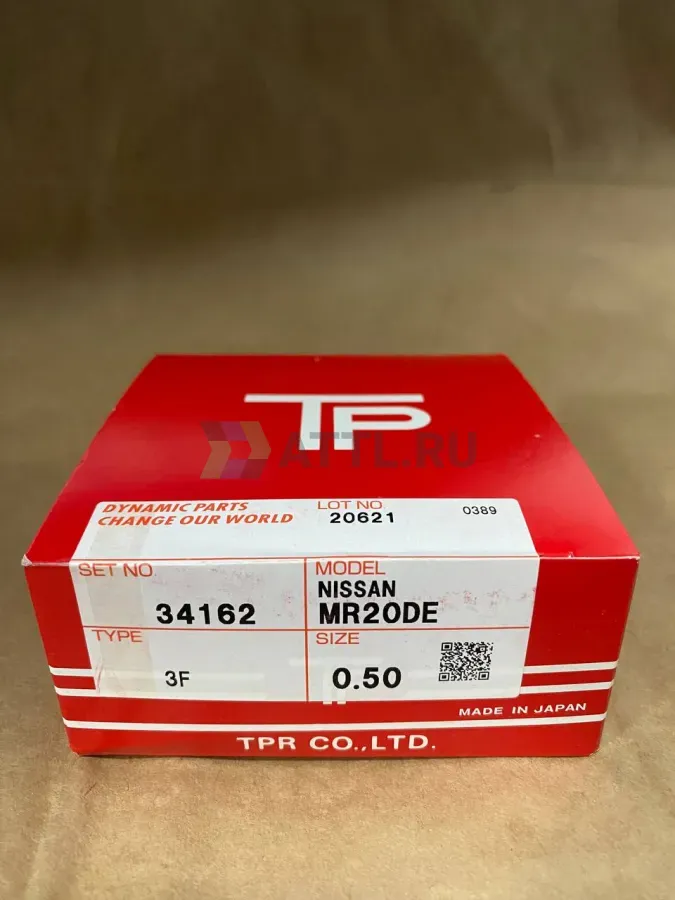 TP
ATTL.RU
DYNAMIC PARTS
CHANGE OUR WORLD
LOT NO.
20621
0389
SET NO.
34162
MODEL
NISSAN
MR20DE
TYPE
3F
SIZE
0.50
MADE IN JAPAN
TPR CO.,LTD.